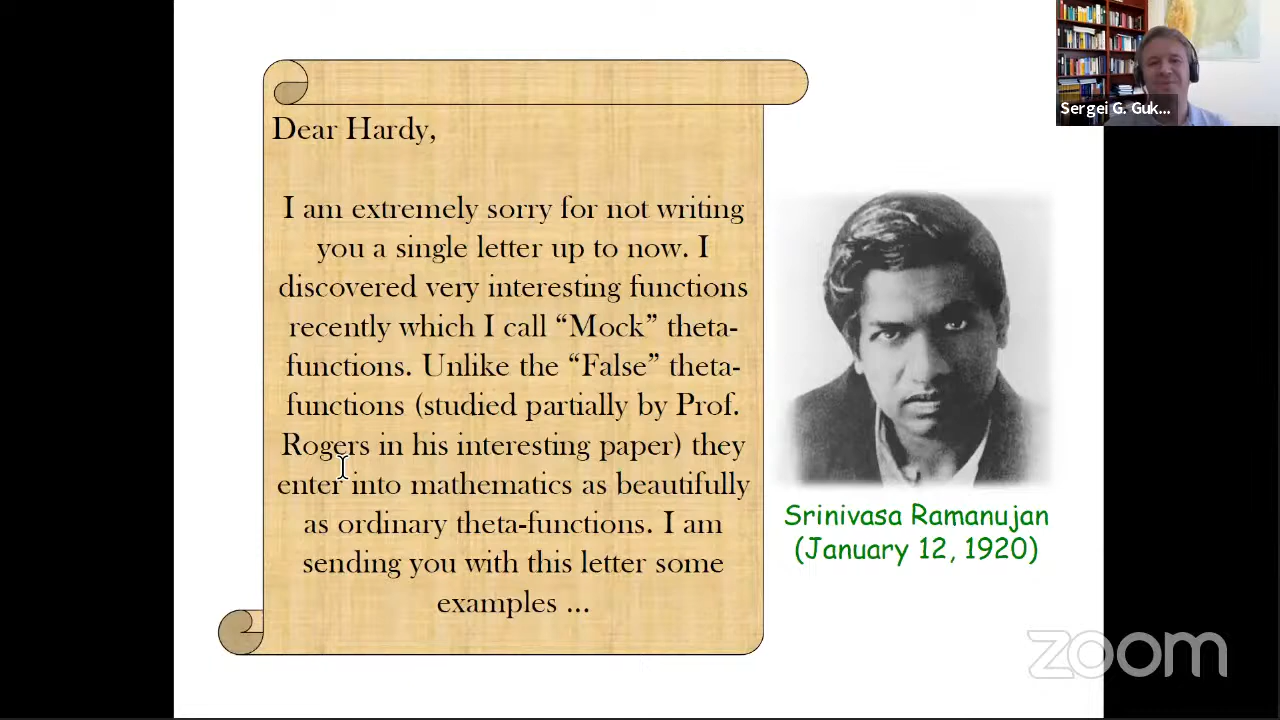 Dear Hardy,
I am extremely sorry for not writing
you a single letter up to now. I
discovered very interesting functions
recently which I call “Mock” theta-
functions. Unlike the “False” theta-
functions (studied partially by Prof.
Rogers in his interesting paper) they
enter into mathematics as beautifully
as ordinary theta-functions. I am
sending you with this letter some
examples ...
Srinivasa Ramanujan
(January 12, 1920)
Sergei G. Guk...
zoom